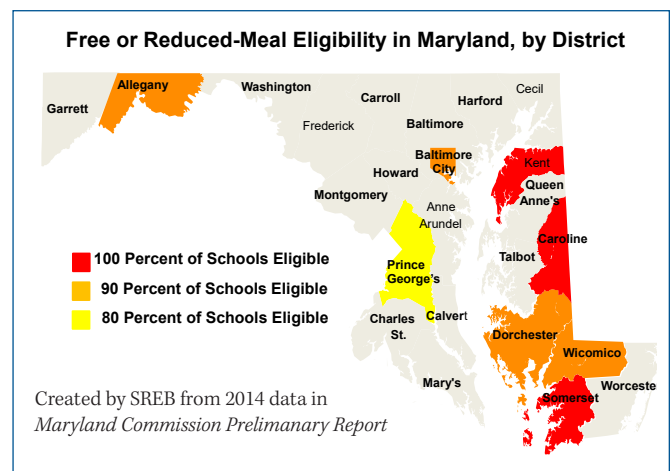 Free or Reduced-Meal Eligibility in Maryland, by District
Allegany
Washington
Cecil
Garrett
Carroll
Harford
Frederick
Baltimore
Baltimore
City
Kent
Howard
Queen
Anne's
Montgomery
Anne
Arundel
Caroline
Talbot
100 Percent of Schools Eligible
90 Percent of Schools Eligible
80 Percent of Schools Eligible
Prince
George's
Calvert
Charles
St.
Dorchester
Wicomico
Mary's
Somerset
Worceste
Created by SREB from 2014 data in
Maryland Commission Prelimanary Report